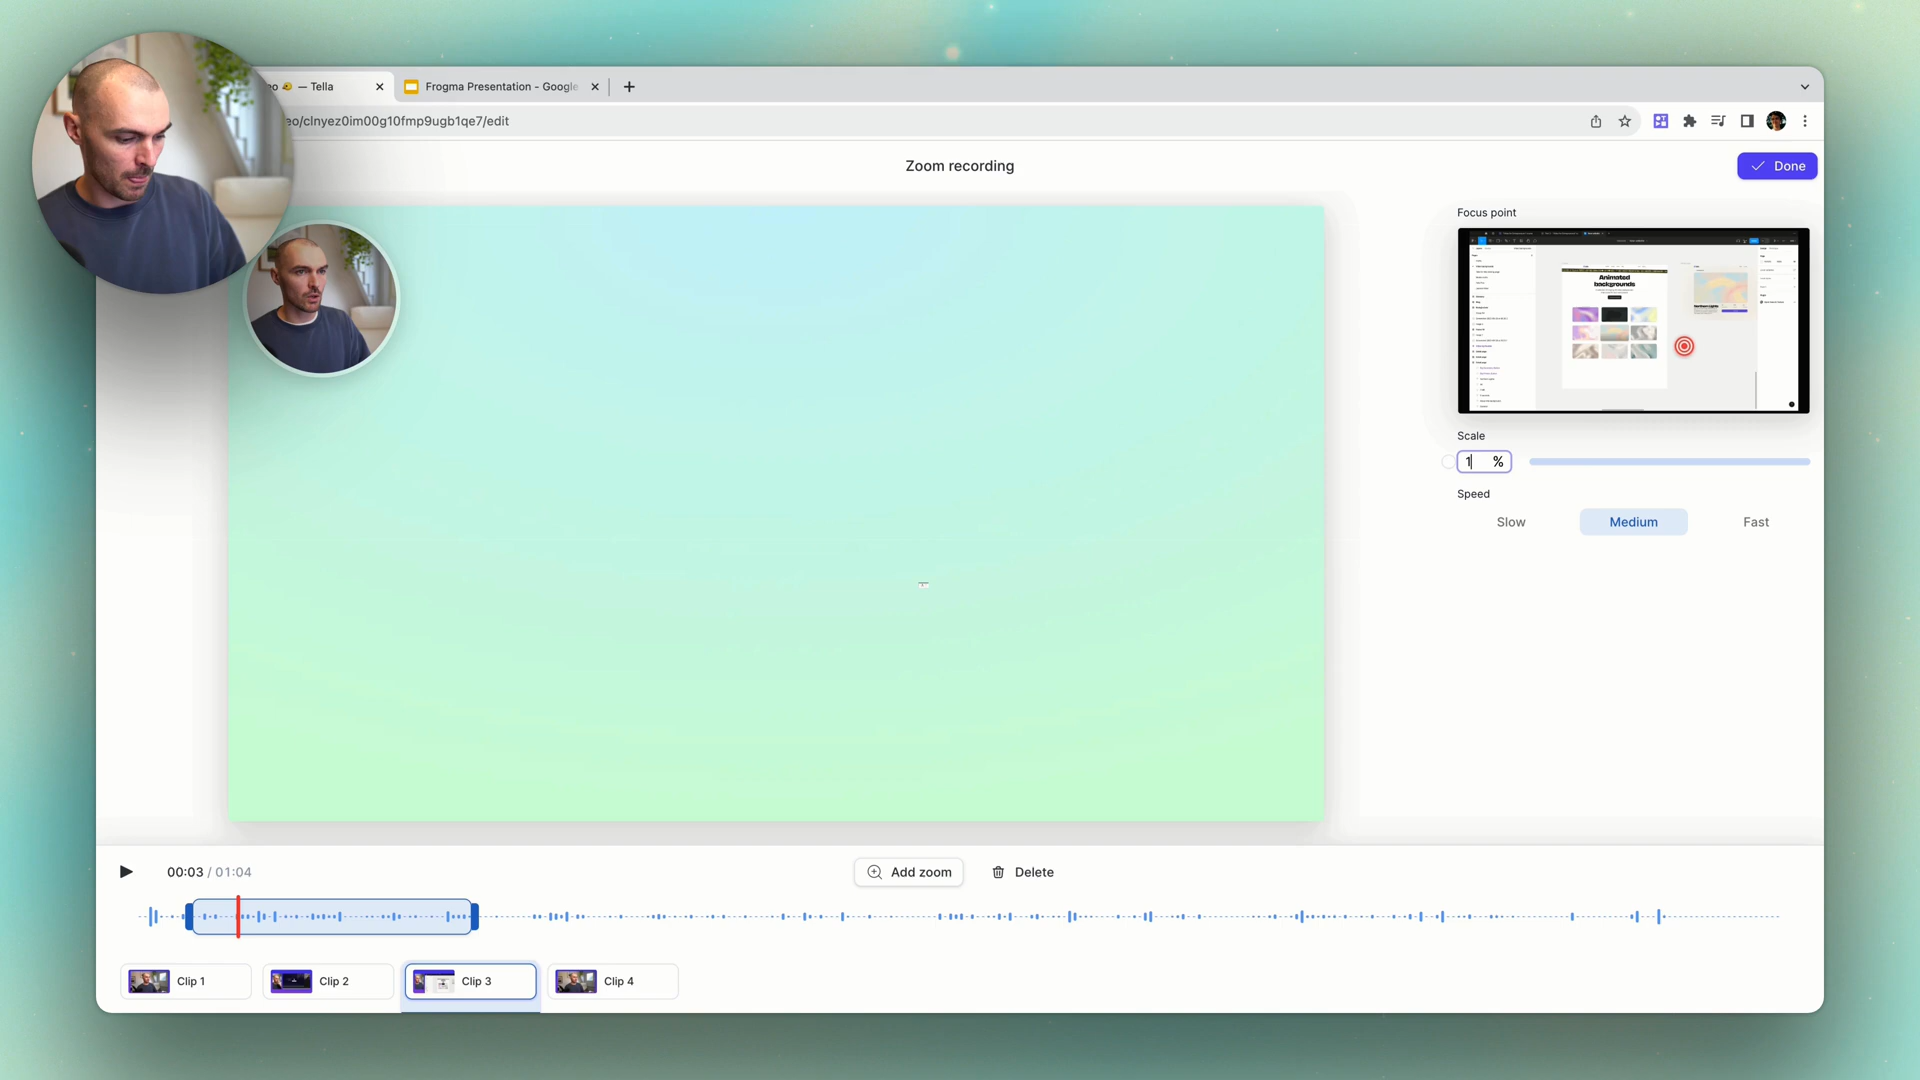 eo 🐠 — Tella
Frogma Presentation - Google
eo/clnyez0im00g10fmp9ugb1qe7/edit
Zoom recording
Done
Focus point
Animated
backgrounds
Scale
1 %
Speed
Slow
Medium
Fast
00:03 / 01:04
Add zoom
Delete
Clip 1
Clip 2
Clip 3
Clip 4